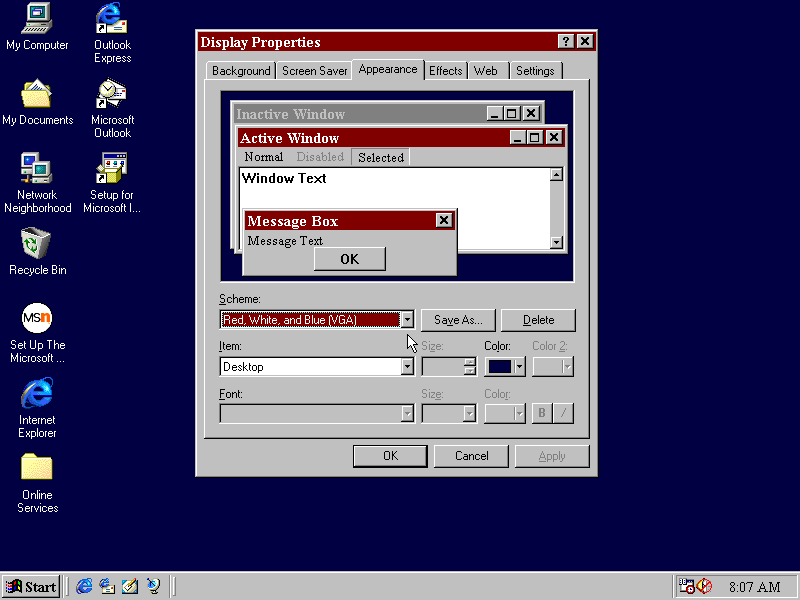 My Computer
Outlook
Express
My Documents
Microsoft
Outlook
Network
Neighborhood
Setup for
Microsoft I...
Recycle Bin
MSn
Set Up The
Microsoft ...
Internet
Explorer
Online
Services
Display Properties
Background
Screen Saver
Appearance
Effects
Web
Settings
Inactive Window
Active Window
Normal
Disabled
Selected
Window Text
Message Box
Message Text
OK
Scheme:
Red, White, and Blue (VGA)
Save As...
Delete
Item:
Size:
Color:
Color 2:
Desktop
Font:
Size:
Color:
B
/
OK
Cancel
Apply
Start
8:07 AM